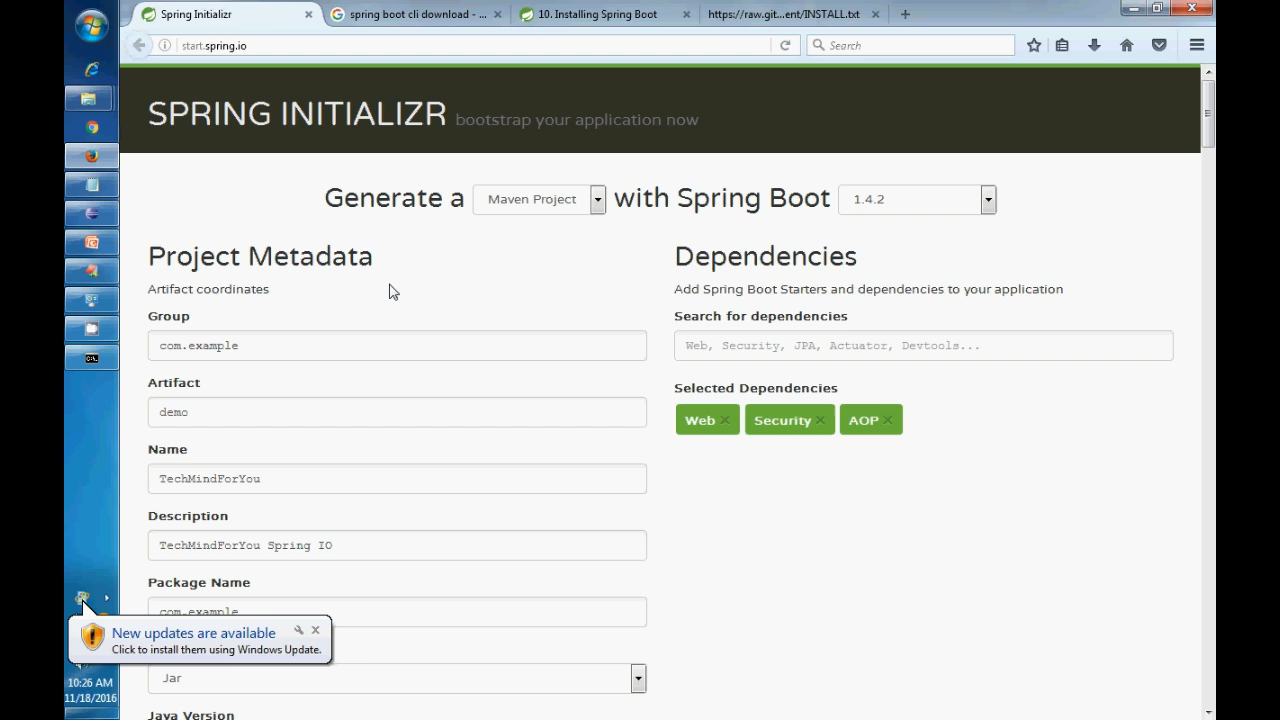 Spring Initializr
spring boot cli download - ...
10. Installing Spring Boot
https://raw.git...ent/INSTALL.txt
start.spring.io
Search
SPRING INITIALIZR bootstrap your application now
Generate a Maven Project with Spring Boot 1.4.2
Project Metadata
Artifact coordinates
Group
com.example
Artifact
demo
Name
TechMindForYou
Description
TechMindForYou Spring IO
Package Name
com.example
Jar
Java Version
Dependencies
Add Spring Boot Starters and dependencies to your application
Search for dependencies
Web, Security, JPA, Actuator, Devtools...
Selected Dependencies
Web Security AOP
New updates are available
Click to install them using Windows Update.
10:26 AM
11/18/2016